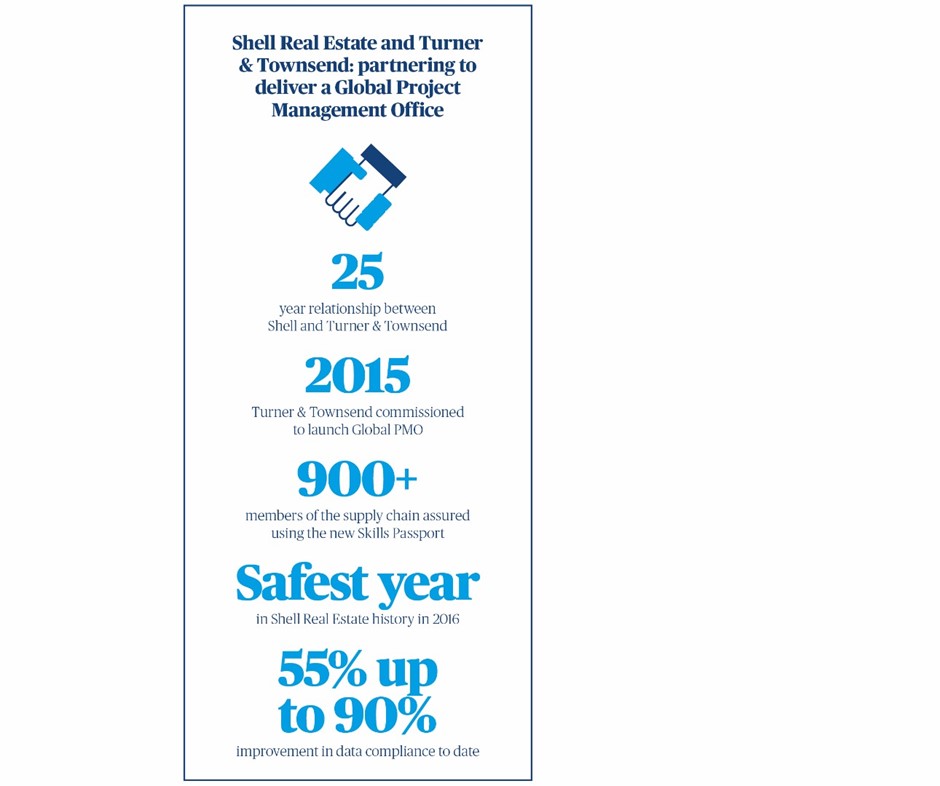 Shell Real Estate and Turner
& Townsend: partnering to
deliver a Global Project
Management Office
25
year relationship between
Shell and Turner & Townsend
2015
Turner & Townsend commissioned
to launch Global PMO
900+
members of the supply chain assured
using the new Skills Passport
Safest year
in Shell Real Estate history in 2016
55% up
to 90%
improvement in data compliance to date